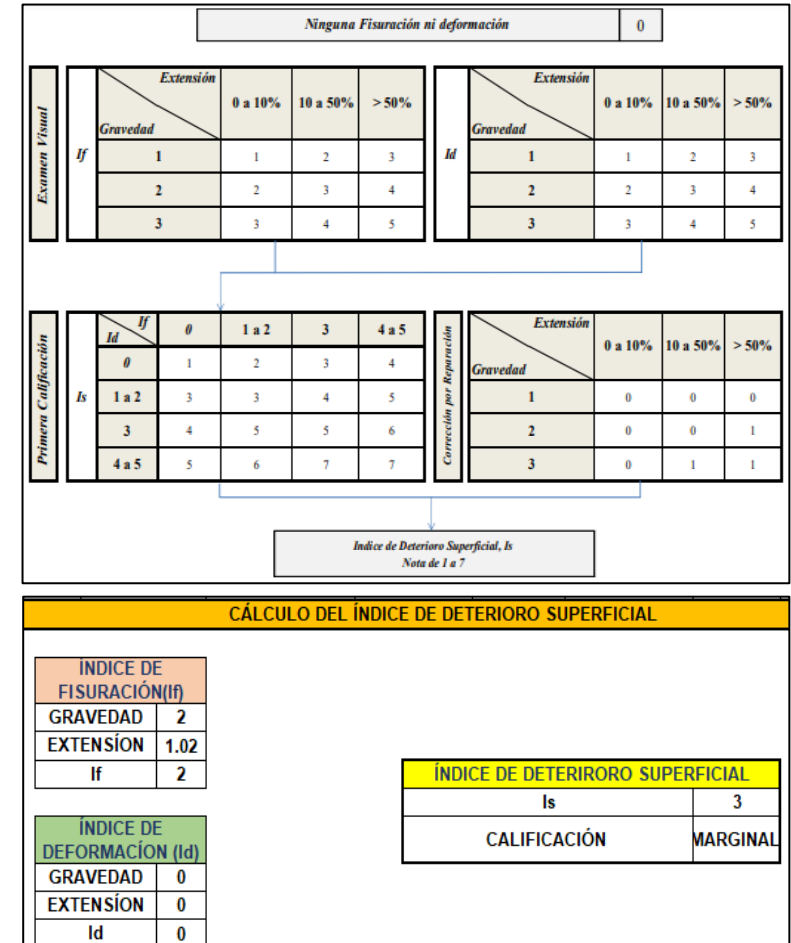 Ninguna Fisuración ni deformación 0
Examen Visual
If
Extensión
Gravedad
0 a 10% 10 a 50% > 50%
1 1 2 3
2 2 3 4
3 3 4 5
Id
Extensión
Gravedad
0 a 10% 10 a 50% > 50%
1 1 2 3
2 2 3 4
3 3 4 5
Primera Calificación
Is
If
Id
0 1 a 2 3 4 a 5
0 1 2 3 4
1 a 2 3 3 4 5
3 4 5 5 6
4 a 5 5 6 7 7
Corrección por Reparación
Extensión
Gravedad
0 a 10% 10 a 50% > 50%
1 0 0 0
2 0 0 1
3 0 1 1
Indice de Deterioro Superficial, Is
Nota de 1 a 7
CÁLCULO DEL ÍNDICE DE DETERIORO SUPERFICIAL
ÍNDICE DE
FISURACIÓN(If)
GRAVEDAD 2
EXTENSÍON 1.02
If 2
ÍNDICE DE DETERIRORO SUPERFICIAL
Is 3
CALIFICACIÓN MARGINAL
ÍNDICE DE
DEFORMACÍON (Id)
GRAVEDAD 0
EXTENSÍON 0
Id 0